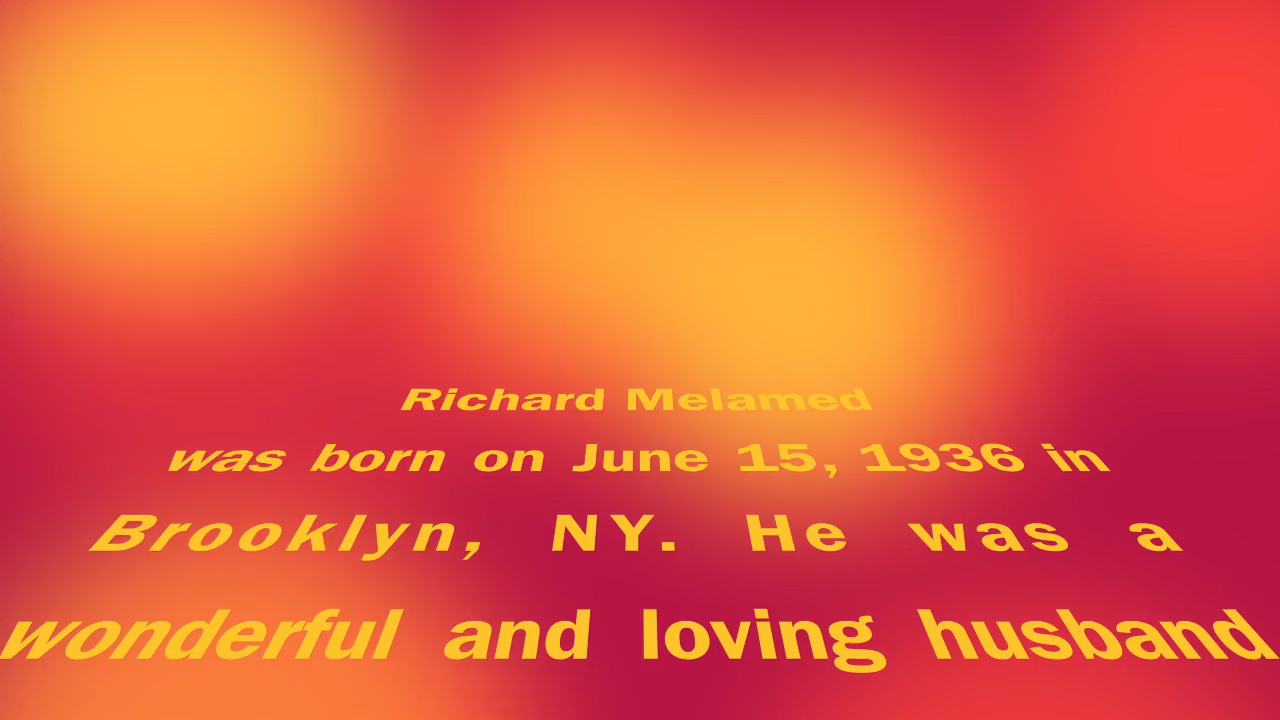 Richard Melamed
was born on June 15, 1936 in
Brooklyn, NY. He was a
wonderful and loving husband